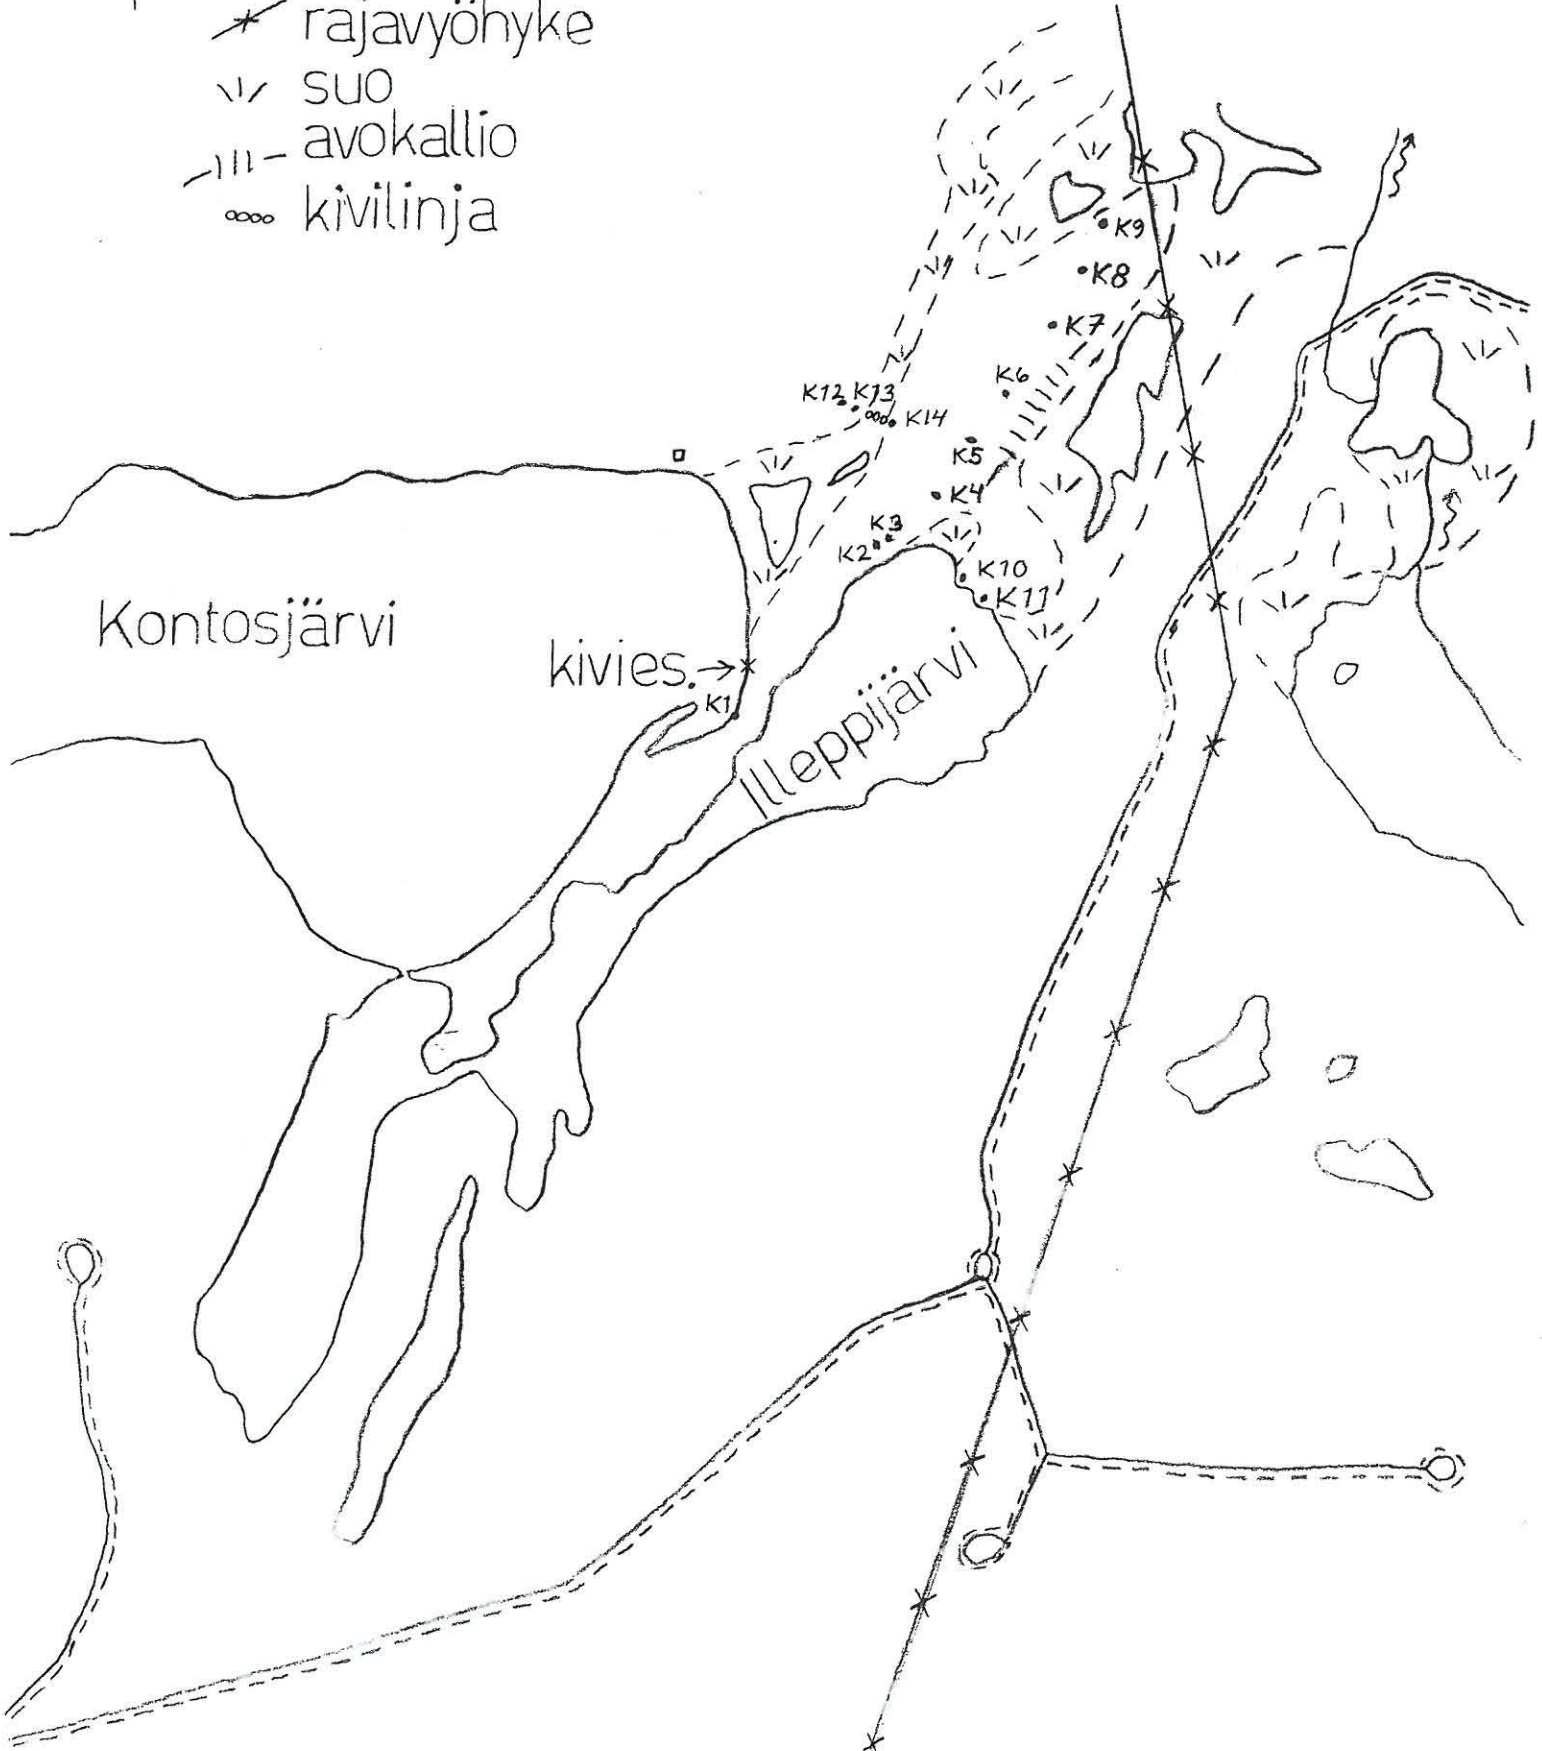 rajavyöhyke
suo
avokallio
kivilinja
K9
K8
K7
K6
K12 K13
K14
K5
K4
K3
K2
K10
K11
Kontosjärvi
kivies.
K1
Illeppijärvi